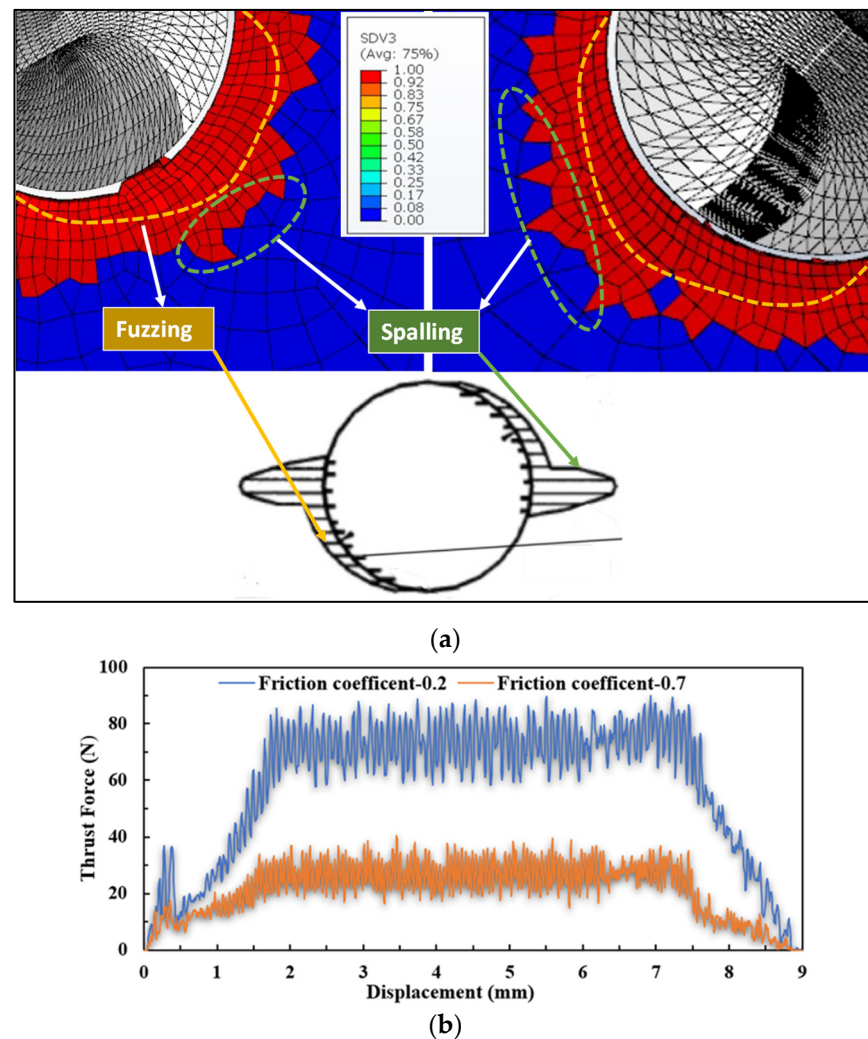 SDV3
(Avg: 75%)
1.00
0.92
0.83
0.75
0.67
0.58
0.50
0.42
0.33
0.25
0.17
0.08
0.00
Fuzzing
Spalling
(a)
100
80
60
40
20
0
Thrust Force (N)
Friction coefficent-0.2
Friction coefficent-0.7
0 1 2 3 4 5 6 7 8 9
Displacement (mm)
(b)